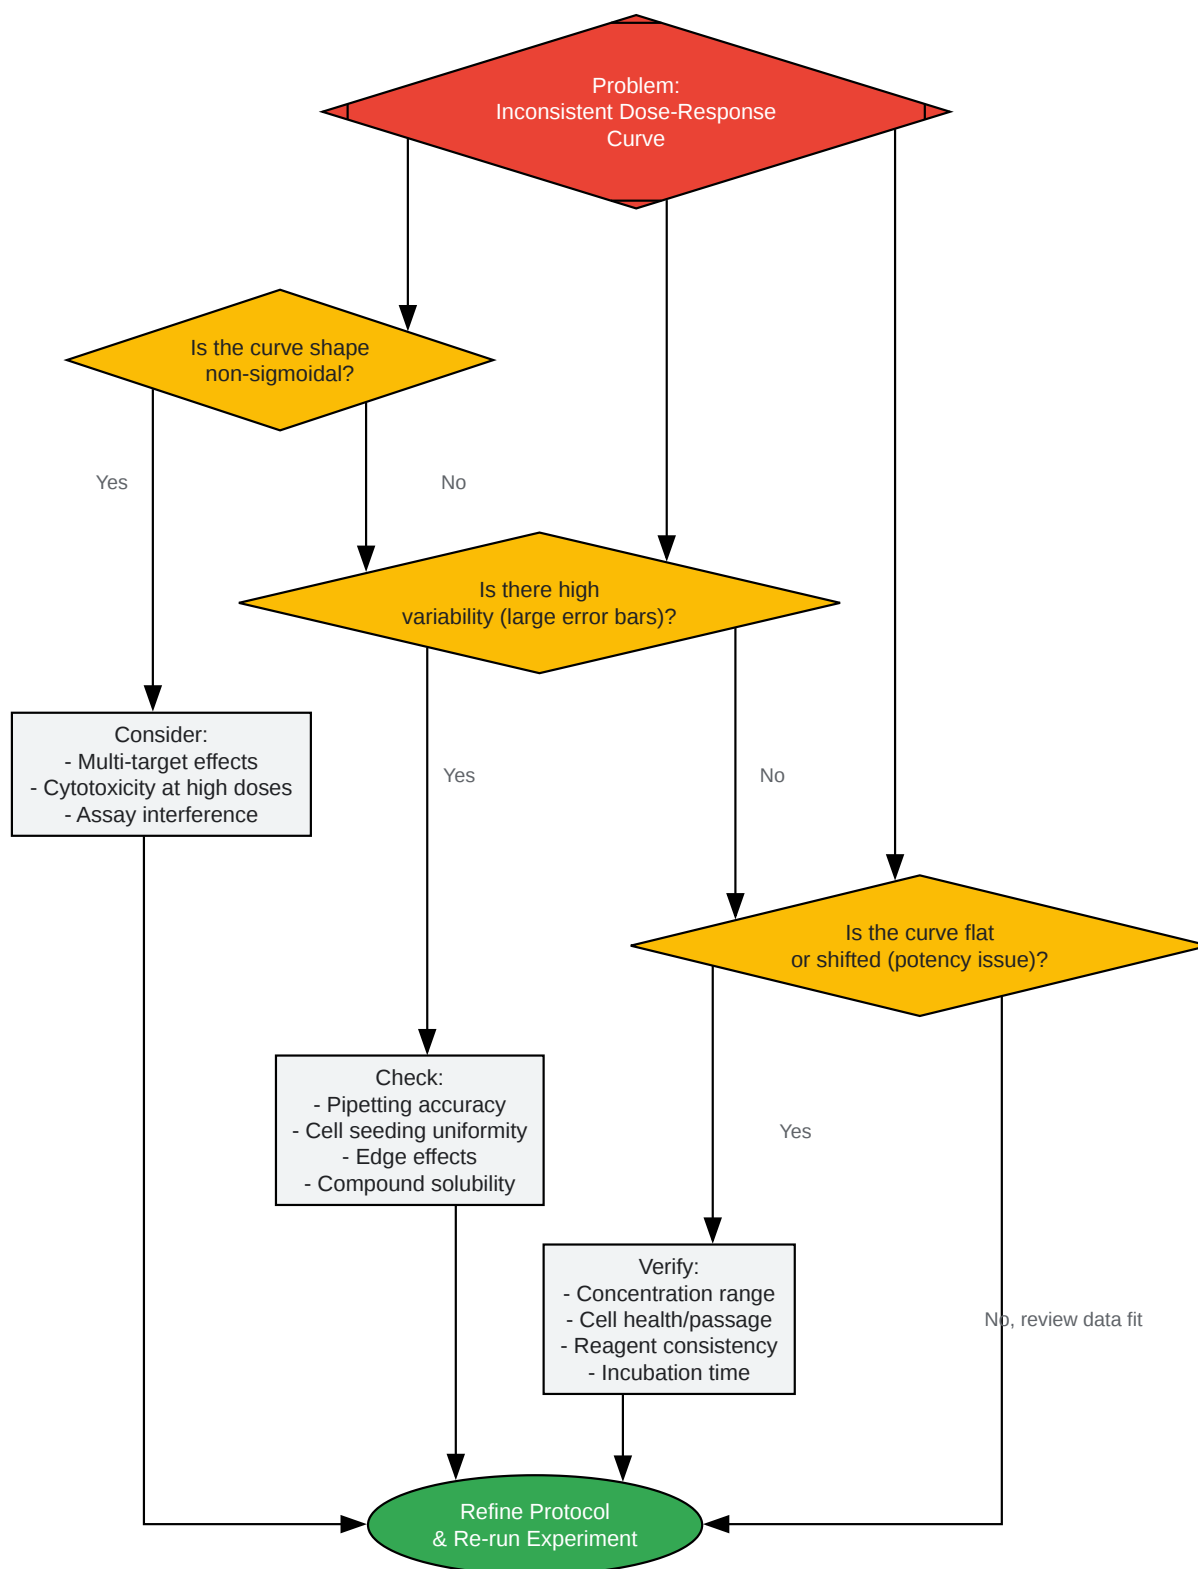 Problem:
Inconsistent Dose-Response
Curve
Is the curve shape
non-sigmoidal?
Yes
No
Is there high
variability (large error bars)?
Consider:
- Multi-target effects
- Cytotoxicity at high doses
- Assay interference
Yes
No
Is the curve flat
or shifted (potency issue)?
Check:
- Pipetting accuracy
- Cell seeding uniformity
- Edge effects
- Compound solubility
Yes
Verify:
- Concentration range
- Cell health/passage
- Reagent consistency
- Incubation time
No, review data fit
Refine Protocol
& Re-run Experiment